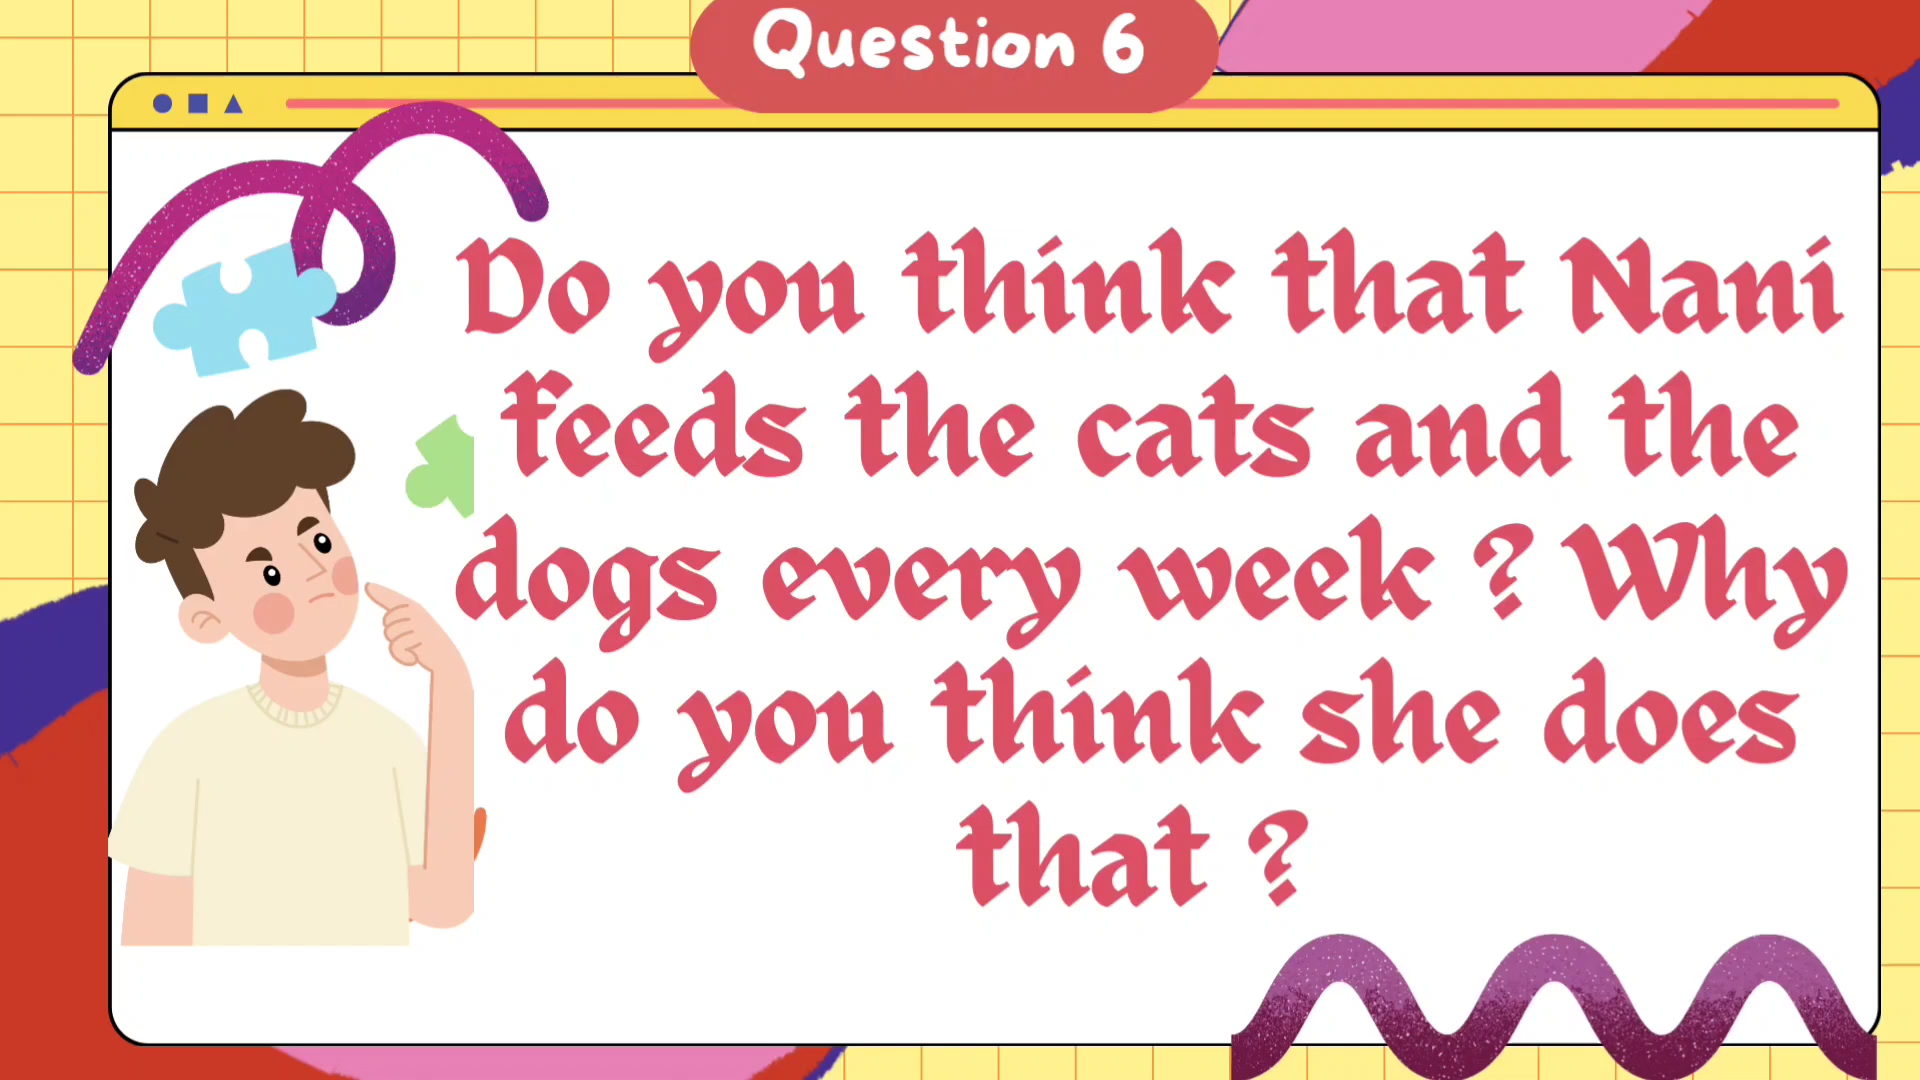 Question 6
Do you think that Nani
feeds the cats and the
dogs every week ? Why
do you think she does
that ?